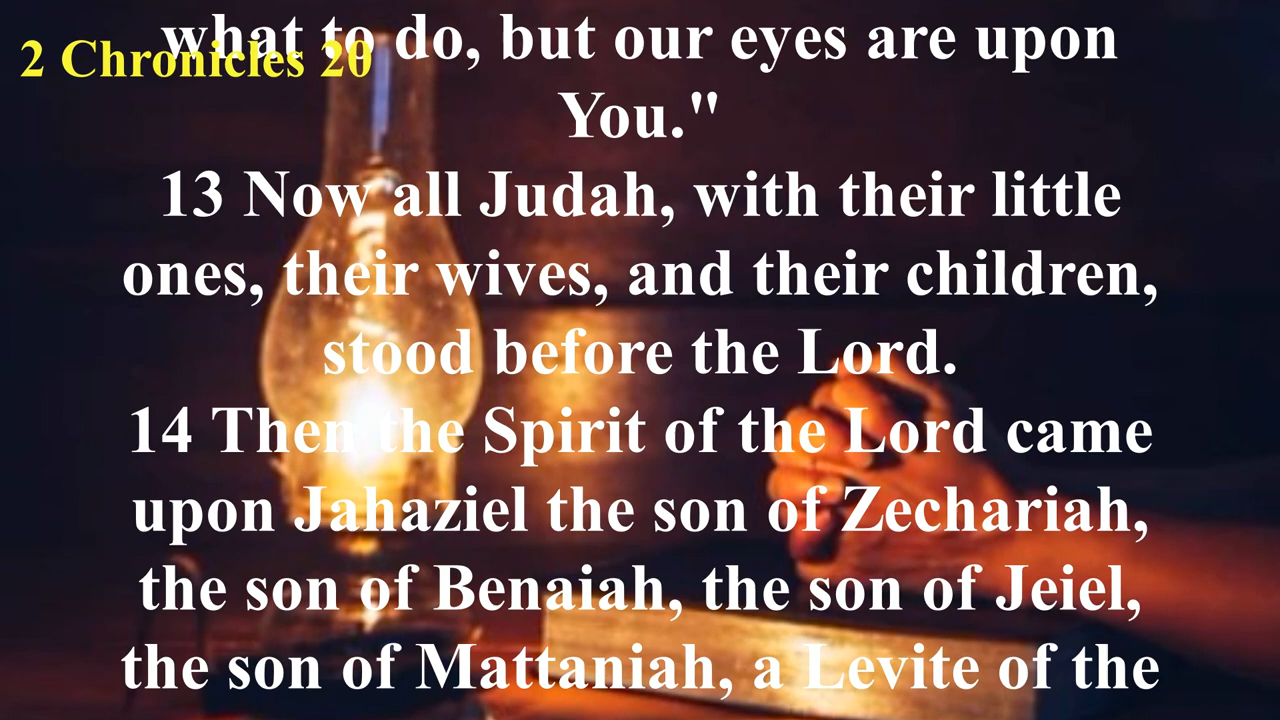 what to do, but our eyes are upon
2 Chronicles 20
You."
13 Now all Judah, with their little
ones, their wives, and their children,
stood before the Lord.
14 Then the Spirit of the Lord came
upon Jahaziel the son of Zechariah,
the son of Benaiah, the son of Jeiel,
the son of Mattaniah, a Levite of the